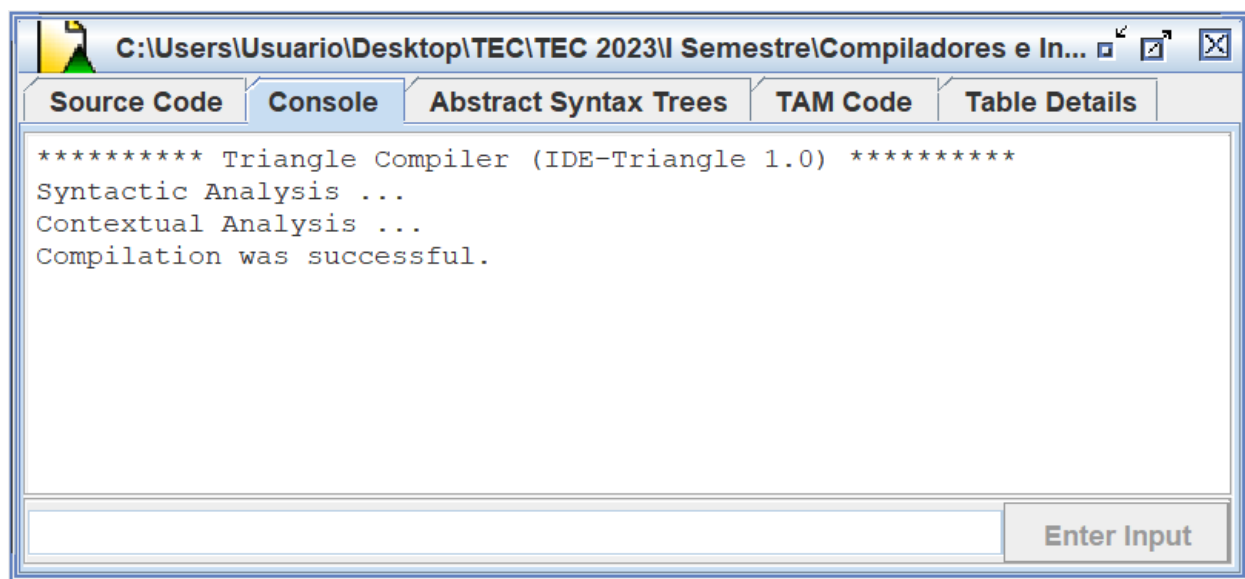 C:\Users\Usuario\Desktop\TEC\TEC 2023\I Semestre\Compiladores e In...
Source Code Console Abstract Syntax Trees TAM Code Table Details
********** Triangle Compiler (IDE-Triangle 1.0) **********
Syntactic Analysis ...
Contextual Analysis ...
Compilation was successful.
Enter Input